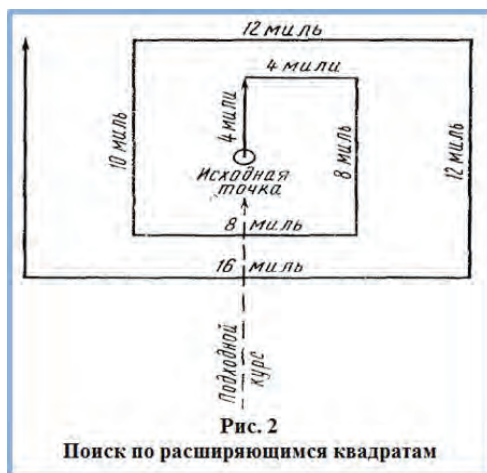 12 миль
4 мили
4 мили
10 миль
8 миль
12 миль
Исходная
точка
8 миль
16 миль
Подходной
курс
Рис. 2
Поиск по расширяющимся квадратам